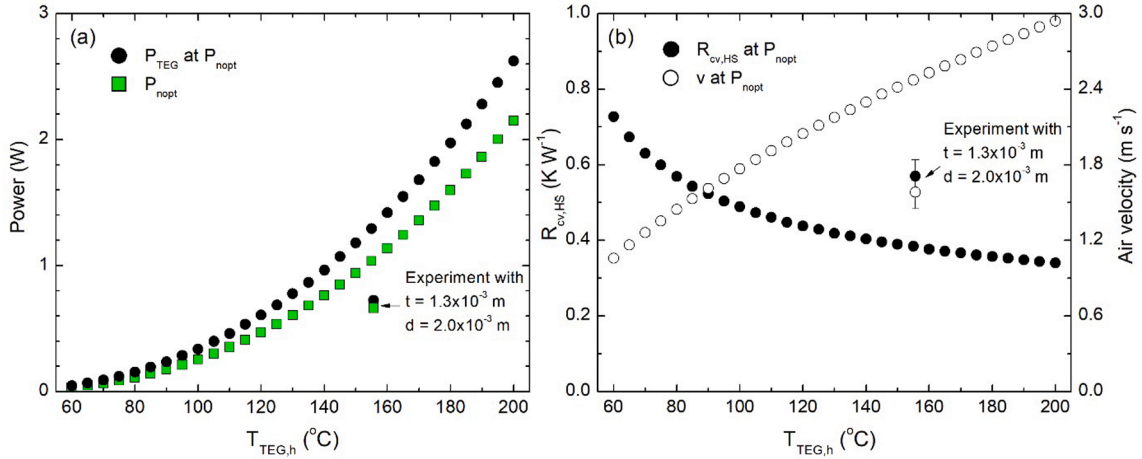 (a)
P_TEG at P_nopt
P_nopt
Experiment with
t = 1.3x10⁻³ m
d = 2.0x10⁻³ m
Power (W)
3
2
1
0
60 80 100 120 140 160 180 200
T_TEG,h (°C)
(b)
R_cv,HS at P_nopt
v at P_nopt
Experiment with
t = 1.3x10⁻³ m
d = 2.0x10⁻³ m
R_cv,HS (K W⁻¹)
1.0
0.8
0.6
0.4
0.2
0.0
60 80 100 120 140 160 180 200
T_TEG,h (°C)
Air velocity (m s⁻¹)
3.0
2.4
1.8
1.2
0.6
0.0